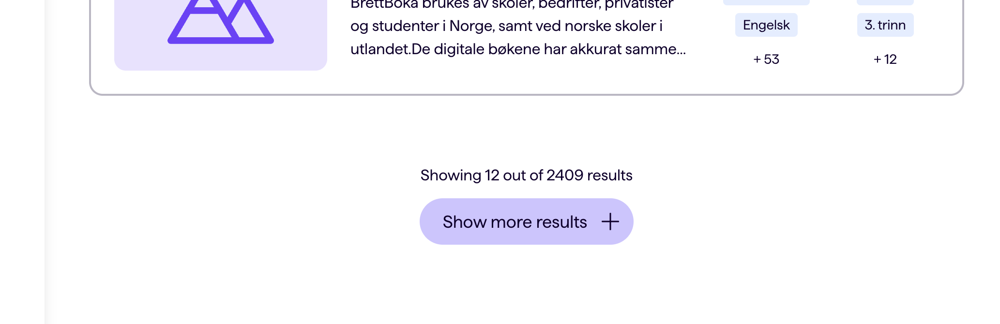 BrettBoka brukes av skoler, bedrifter, privatister
og studenter i Norge, samt ved norske skoler i
utlandet.De digitale bøkene har akkurat samme...
Engelsk
+ 53
3. trinn
+ 12
Showing 12 out of 2409 results
Show more results